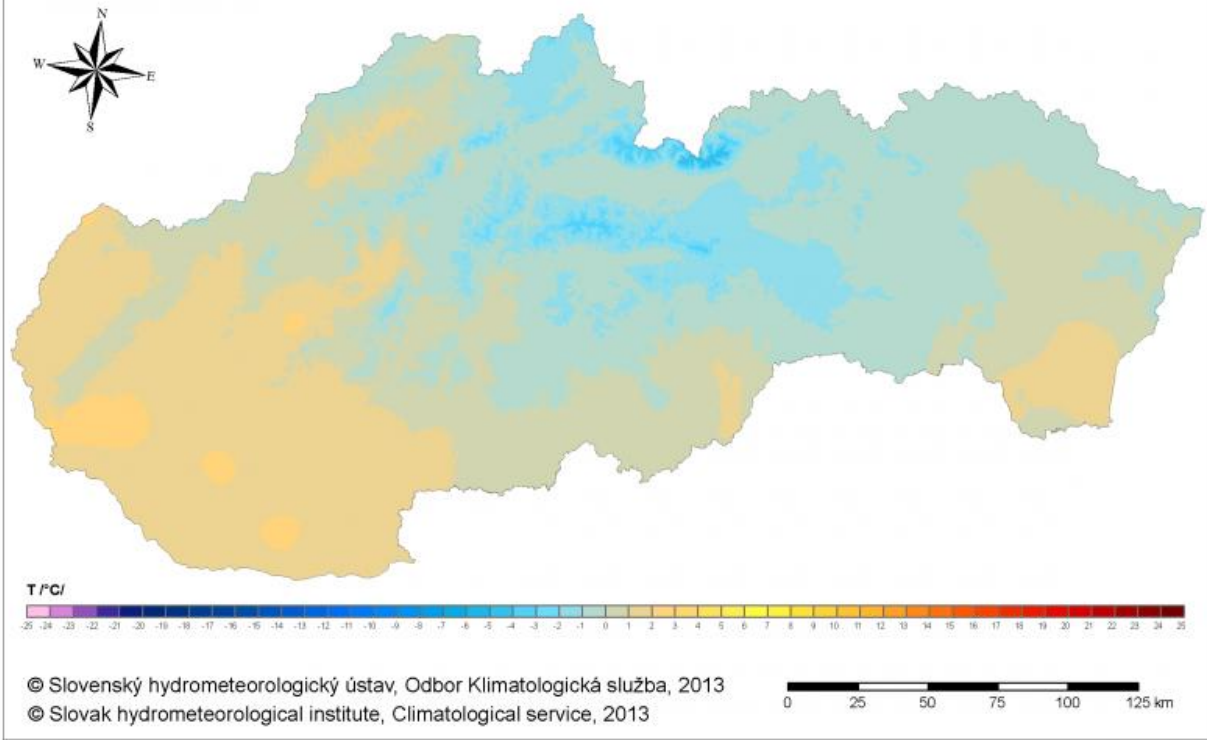 N
W E
S
T /°C/
-25 -24 -23 -22 -21 -20 -19 -18 -17 -16 -15 -14 -13 -12 -11 -10 -9 -8 -7 -6 -5 -4 -3 -2 -1 0 1 2 3 4 5 6 7 8 9 10 11 12 13 14 15 16 17 18 19 20 21 22 23 24 25
© Slovenský hydrometeorologický ústav, Odbor Klimatologická služba, 2013
© Slovak hydrometeorological institute, Climatological service, 2013
0 25 50 75 100 125 km